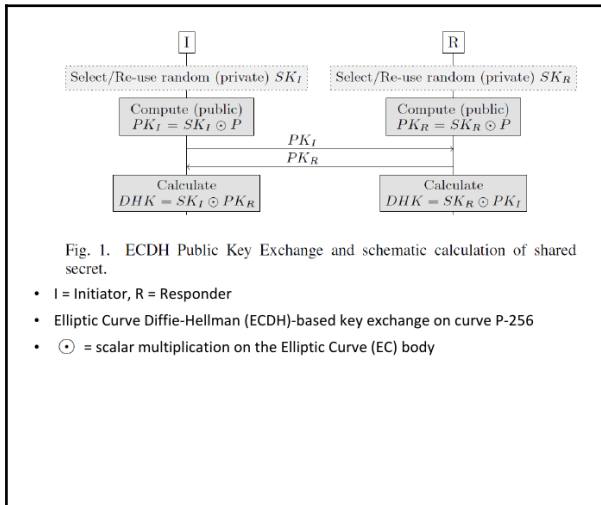 I R
Select/Re-use random (private) SK_I Select/Re-use random (private) SK_R
Compute (public) Compute (public)
PK_I = SK_I ⊙ P PK_R = SK_R ⊙ P
PK_I
PK_R
Calculate Calculate
DHK = SK_I ⊙ PK_R DHK = SK_R ⊙ PK_I
Fig. 1. ECDH Public Key Exchange and schematic calculation of shared
secret.
• I = Initiator, R = Responder
• Elliptic Curve Diffie-Hellman (ECDH)-based key exchange on curve P-256
• ⊙ = scalar multiplication on the Elliptic Curve (EC) body